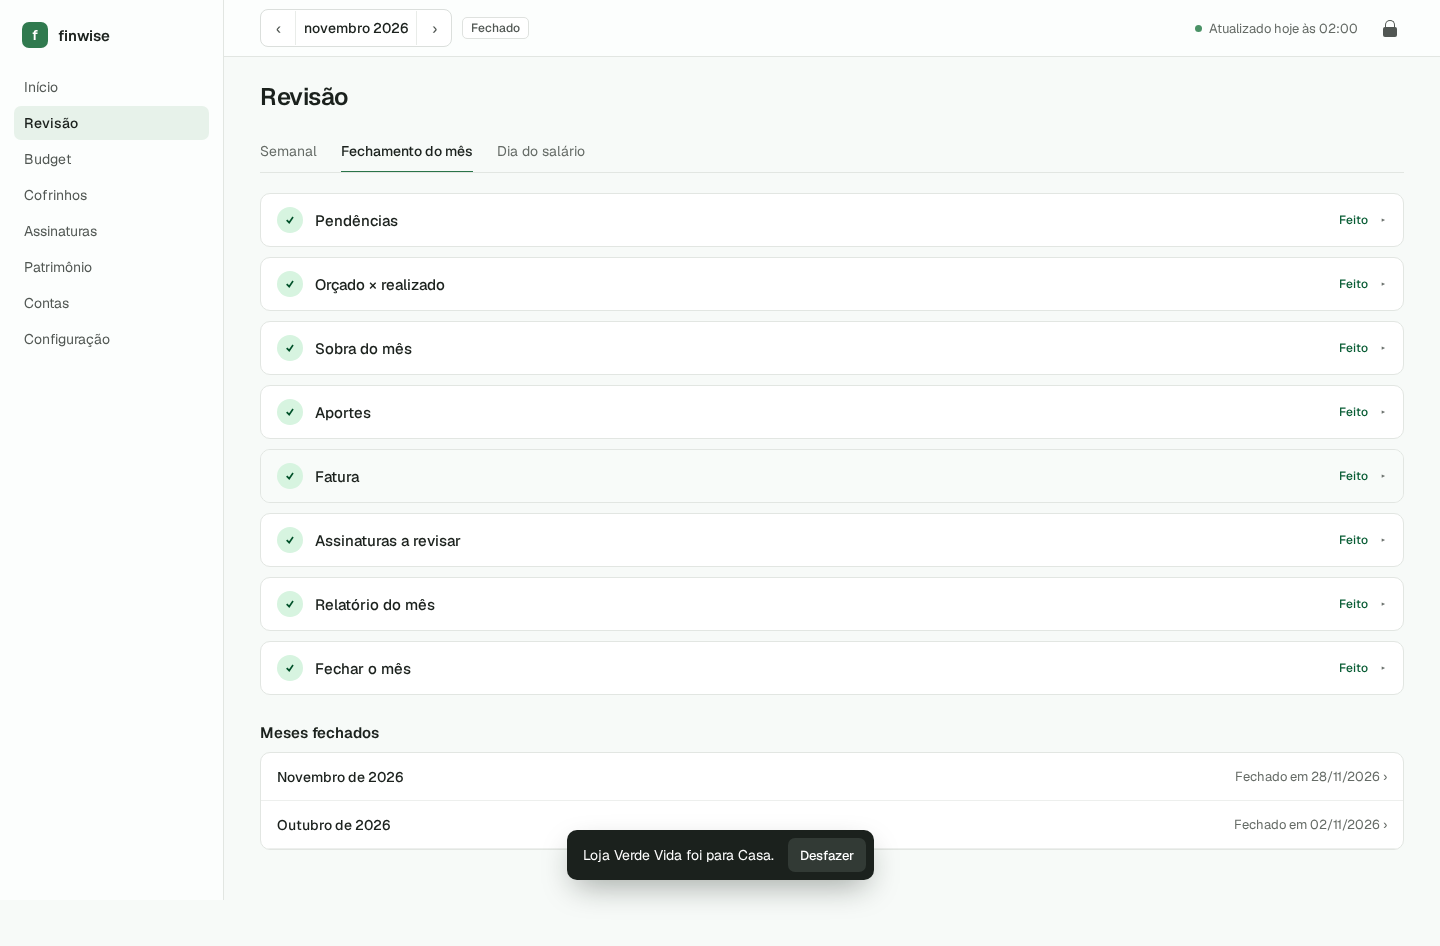 f finwise
Início
Revisão
Budget
Cofrinhos
Assinaturas
Patrimônio
Contas
Configuração
‹ novembro 2026 › Fechado
Atualizado hoje às 02:00
Revisão
Semanal Fechamento do mês Dia do salário
Pendências Feito
Orçado × realizado Feito
Sobra do mês Feito
Aportes Feito
Fatura Feito
Assinaturas a revisar Feito
Relatório do mês Feito
Fechar o mês Feito
Meses fechados
Novembro de 2026 Fechado em 28/11/2026 ›
Outubro de 2026 Fechado em 02/11/2026 ›
Loja Verde Vida foi para Casa. Desfazer